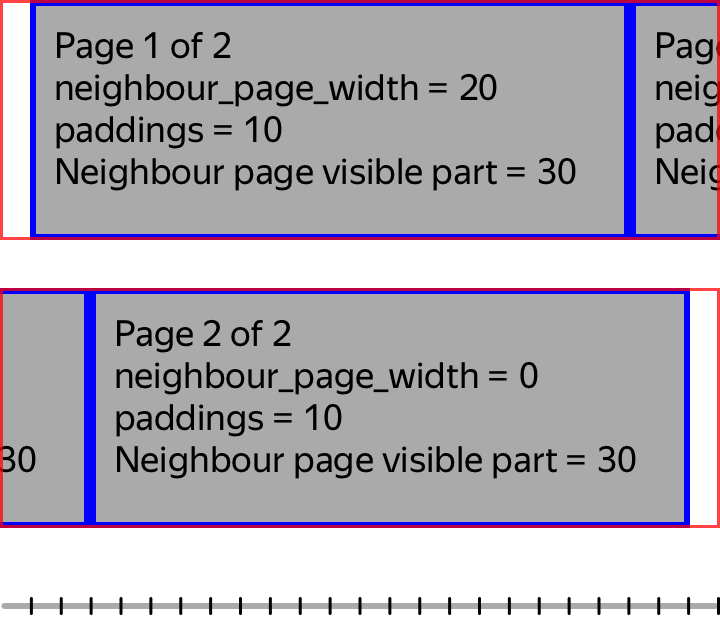 Page 1 of 2
neighbour_page_width = 20
paddings = 10
Neighbour page visible part = 30
Pag
neig
pad
Neig
30
Page 2 of 2
neighbour_page_width = 0
paddings = 10
Neighbour page visible part = 30